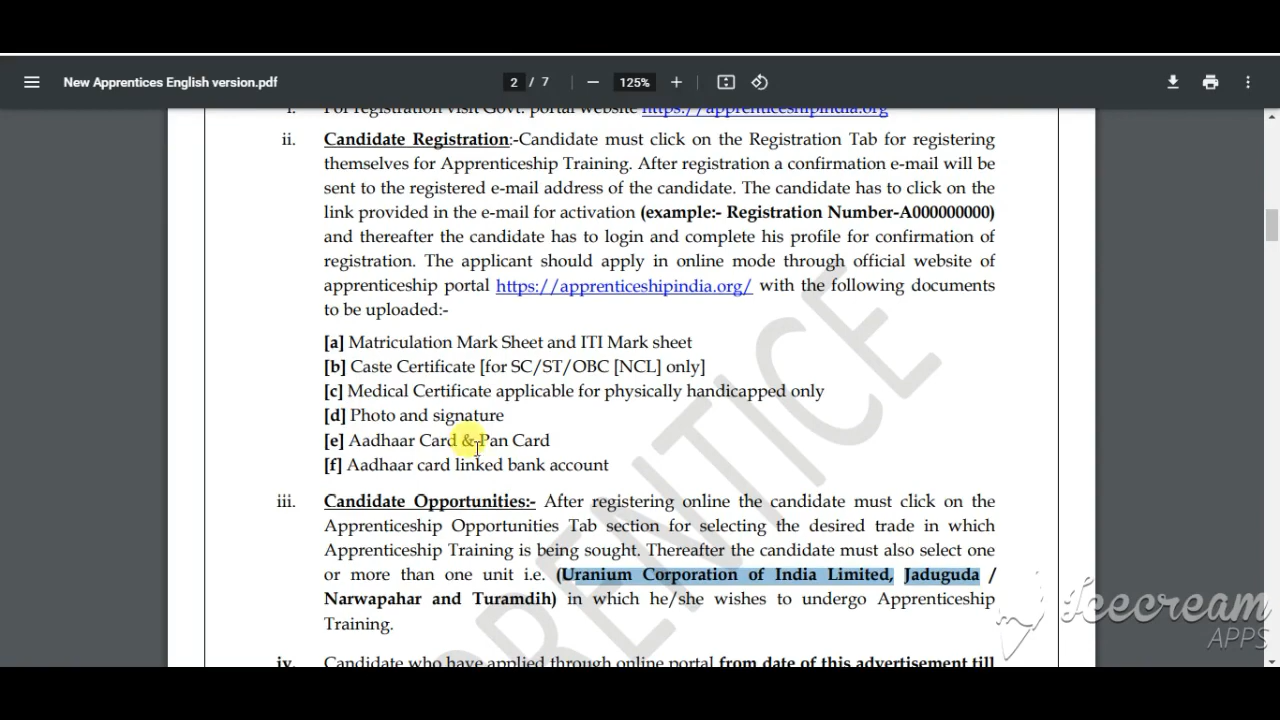 New Apprentices English version.pdf
2 / 7
125%
i. For registration visit Govt. portal website https://apprenticeshipindia.org
ii. Candidate Registration:-Candidate must click on the Registration Tab for registering
themselves for Apprenticeship Training. After registration a confirmation e-mail will be
sent to the registered e-mail address of the candidate. The candidate has to click on the
link provided in the e-mail for activation (example:- Registration Number-A000000000)
and thereafter the candidate has to login and complete his profile for confirmation of
registration. The applicant should apply in online mode through official website of
apprenticeship portal https://apprenticeshipindia.org/ with the following documents
to be uploaded:-
[a] Matriculation Mark Sheet and ITI Mark sheet
[b] Caste Certificate [for SC/ST/OBC [NCL] only]
[c] Medical Certificate applicable for physically handicapped only
[d] Photo and signature
[e] Aadhaar Card & Pan Card
[f] Aadhaar card linked bank account
iii. Candidate Opportunities:- After registering online the candidate must click on the
Apprenticeship Opportunities Tab section for selecting the desired trade in which
Apprenticeship Training is being sought. Thereafter the candidate must also select one
or more than one unit i.e. (Uranium Corporation of India Limited, Jaduguda /
Narwapahar and Turamdih) in which he/she wishes to undergo Apprenticeship
Training.
iv. Candidate who have applied through online portal from date of this advertisement till
RENTICE
Icecream
APPS